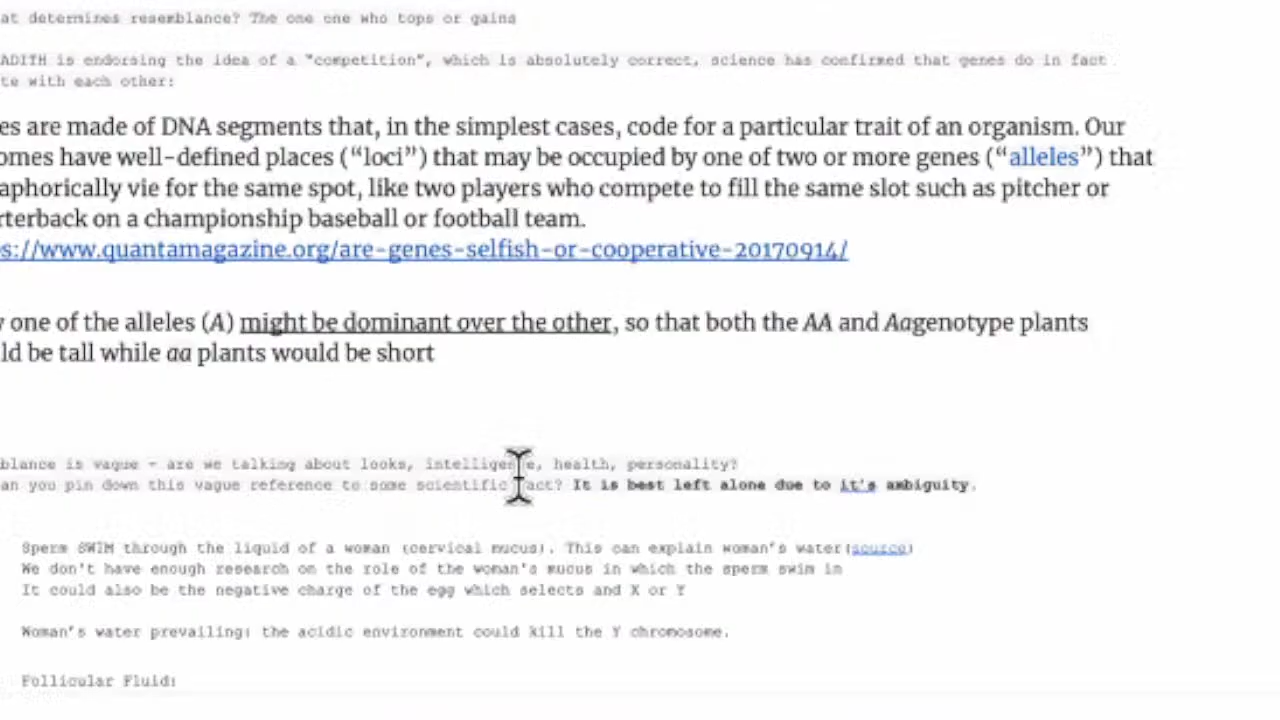 at determines resemblance? The one one who tops or gains
ADITH is endorsing the idea of a "competition", which is absolutely correct, science has confirmed that genes do in fact
te with each other:
es are made of DNA segments that, in the simplest cases, code for a particular trait of an organism. Our
omes have well-defined places (“loci”) that may be occupied by one of two or more genes (“alleles”) that
aphorically vie for the same spot, like two players who compete to fill the same slot such as pitcher or
rterback on a championship baseball or football team.
s://www.quantamagazine.org/are-genes-selfish-or-cooperative-20170914/
y one of the alleles (A) might be dominant over the other, so that both the AA and Aagenotype plants
ld be tall while aa plants would be short
blance is vague - are we talking about looks, intelligence, health, personality?
an you pin down this vague reference to some scientific fact? It is best left alone due to it's ambiguity.
Sperm SWIM through the liquid of a woman (cervical mucus). This can explain woman's water(source)
We don't have enough research on the role of the woman's mucus in which the sperm swim in
It could also be the negative charge of the egg which selects and X or Y
Woman's water prevailing: the acidic environment could kill the Y chromosome.
Follicular Fluid: